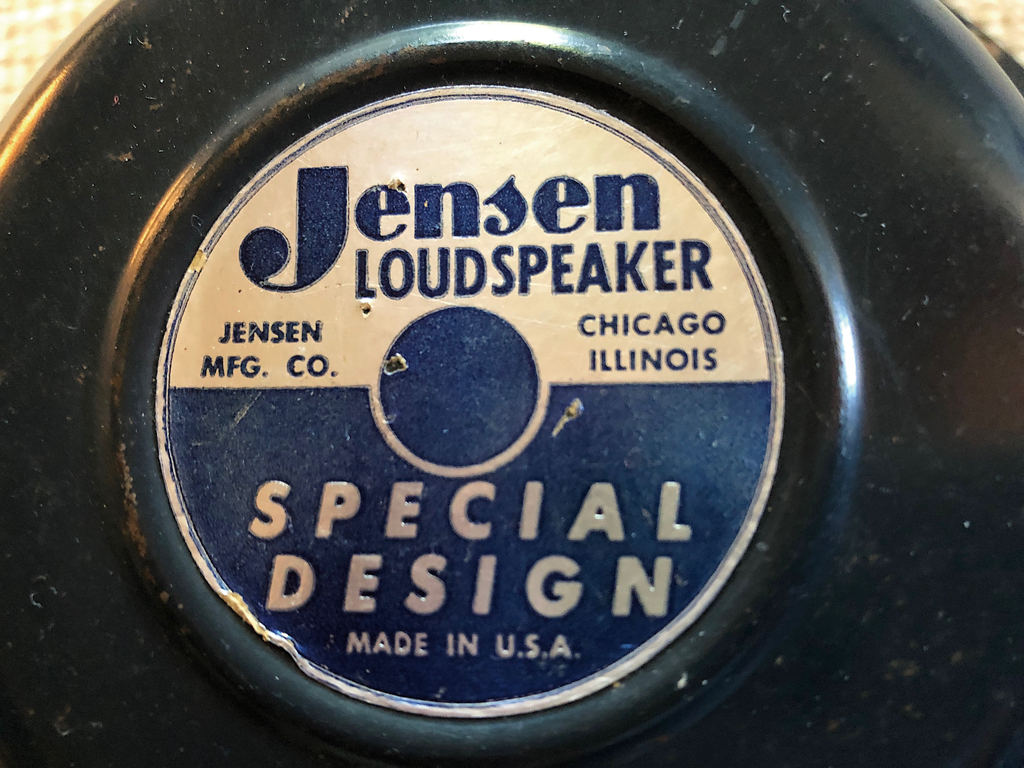 Jensen
LOUDSPEAKER
JENSEN
MFG. CO.
CHICAGO
ILLINOIS
SPECIAL
DESIGN
MADE IN U.S.A.